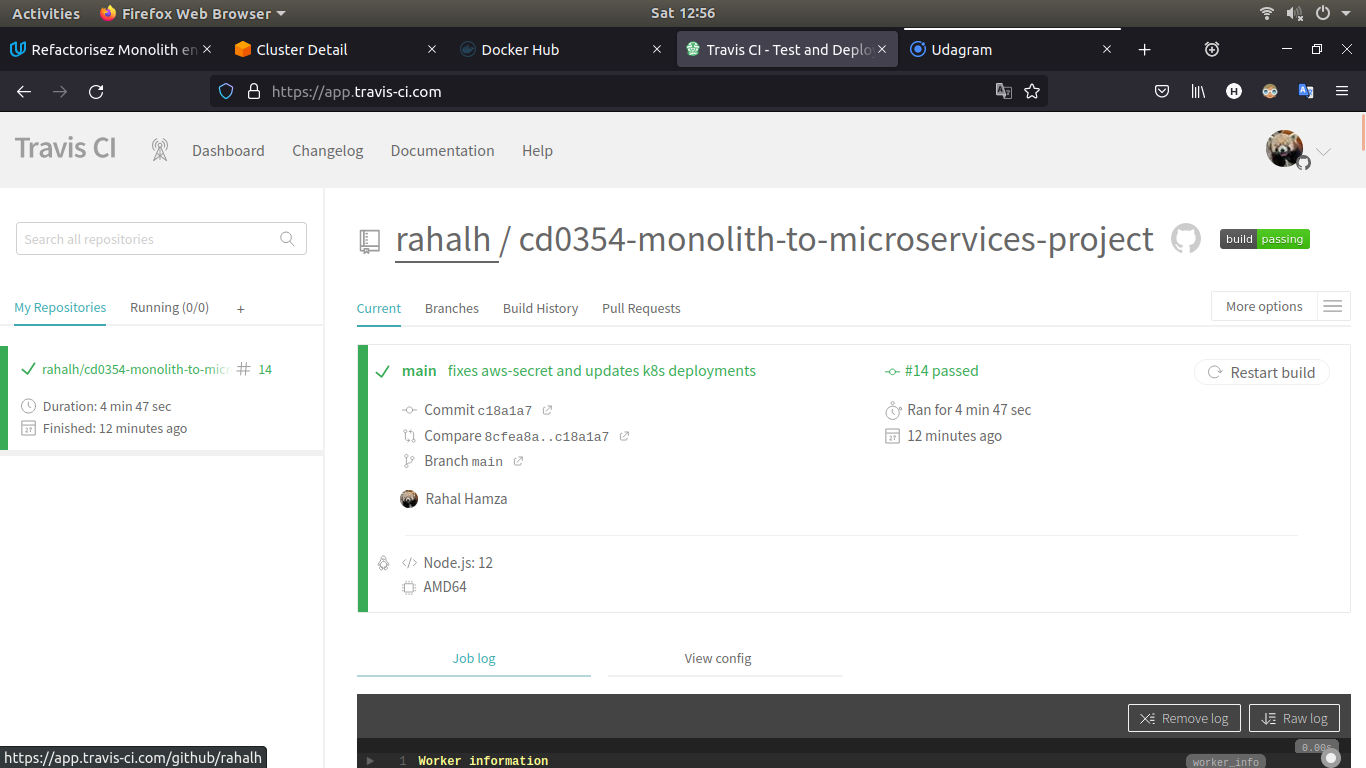 Activities Firefox Web Browser Sat 12:56
Refactorisez Monolith en Cluster Detail Docker Hub Travis CI - Test and Deploy Udagram
https://app.travis-ci.com
Travis CI Dashboard Changelog Documentation Help
Search all repositories
rahalh / cd0354-monolith-to-microservices-project build passing
My Repositories Running (0/0) +
Current Branches Build History Pull Requests More options
rahalh/cd0354-monolith-to-micr # 14
Duration: 4 min 47 sec
Finished: 12 minutes ago
main fixes aws-secret and updates k8s deployments #14 passed Restart build
Commit c18a1a7 Ran for 4 min 47 sec
Compare 8cfea8a..c18a1a7 12 minutes ago
Branch main
Rahal Hamza
Node.js: 12
AMD64
Job log View config
Remove log Raw log
0.00s
1 Worker information worker_info
https://app.travis-ci.com/github/rahalh